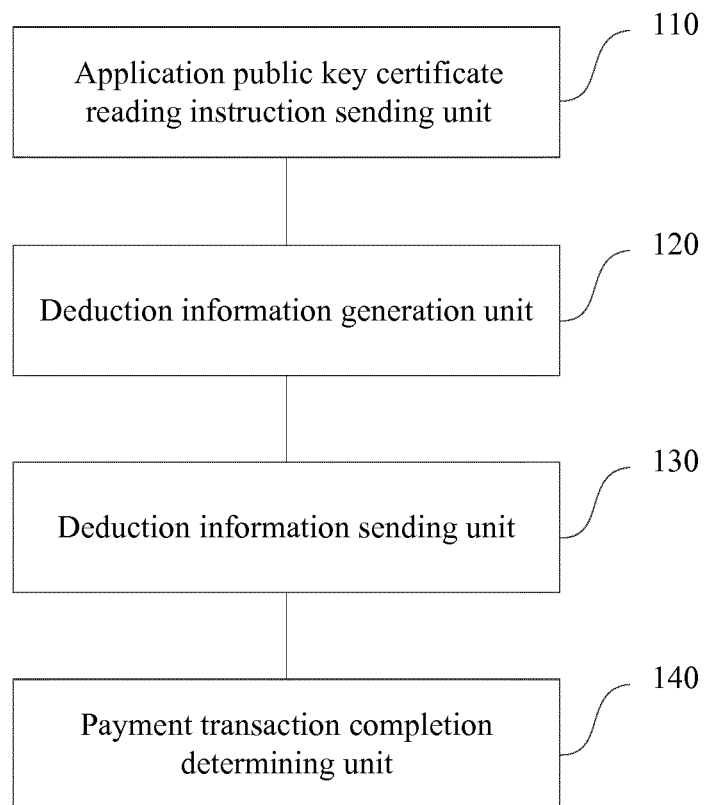 110
Application public key certificate
reading instruction sending unit
120
Deduction information generation unit
130
Deduction information sending unit
140
Payment transaction completion
determining unit